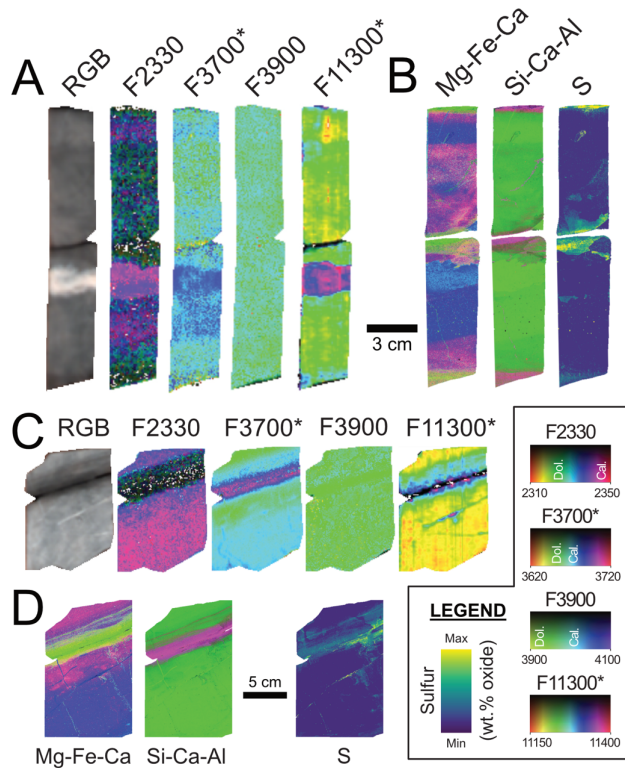 A
RGB
F2330
F3700*
F3900
F11300*
B
Mg-Fe-Ca
Si-Ca-Al
S
3 cm
C
RGB
F2330
F3700*
F3900
F11300*
D
Mg-Fe-Ca
Si-Ca-Al
5 cm
S
LEGEND
Max
Sulfur
(wt.% oxide)
Min
F2330
Dol.
Cal.
2310
2350
F3700*
Dol.
Cal.
3620
3720
F3900
Dol.
Cal.
3900
4100
F11300*
11150
11400